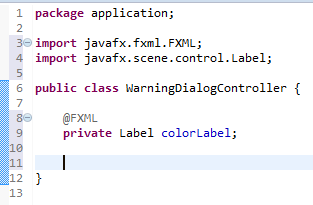 1 package application;
2
3 import javafx.fxml.FXML;
4 import javafx.scene.control.Label;
5
6 public class WarningDialogController {
7
8 @FXML
9 private Label colorLabel;
10
11
12 }